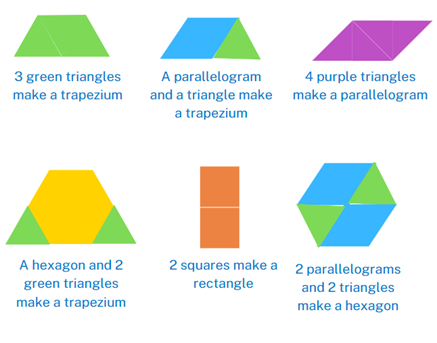 3 green triangles
make a trapezium
A parallelogram
and a triangle make
a trapezium
4 purple triangles
make a parallelogram
A hexagon and 2
green triangles
make a trapezium
2 squares make a
rectangle
2 parallelograms
and 2 triangles
make a hexagon